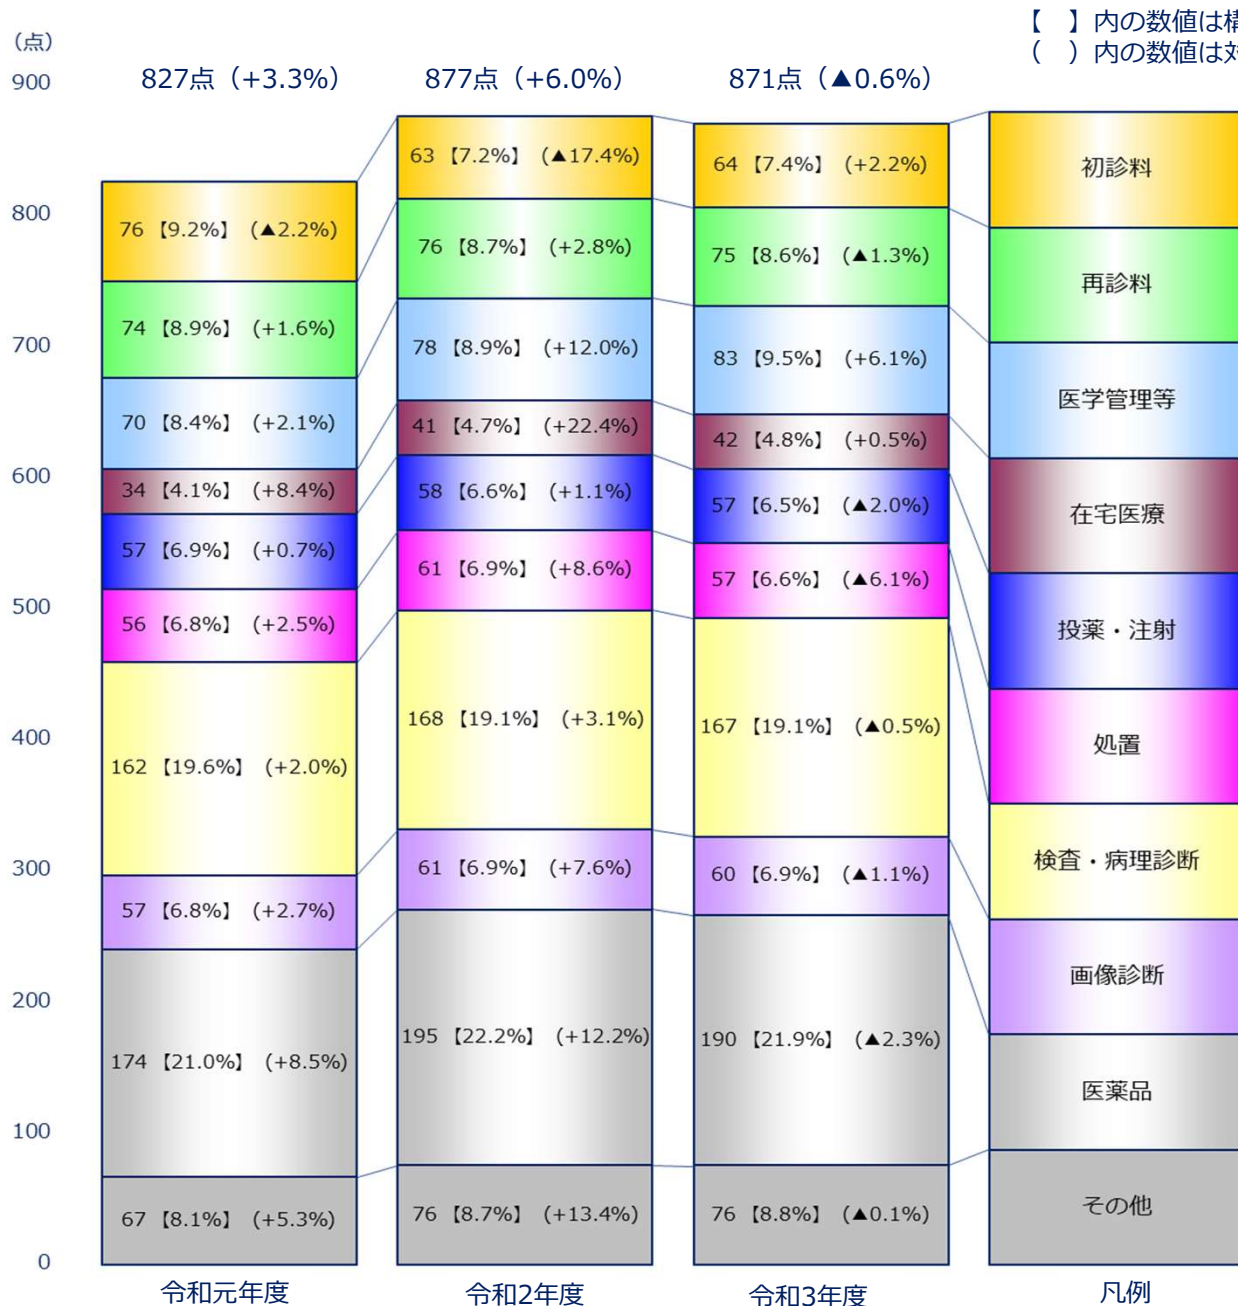 【　】内の数値は構
（点）
（　）内の数値は対
900
827点（+3.3%）
877点（+6.0%）
871点（▲0.6%）
800
700
600
500
400
300
200
100
0
76 【9.2%】 (▲2.2%)
74 【8.9%】 (+1.6%)
70 【8.4%】 (+2.1%)
34 【4.1%】 (+8.4%)
57 【6.9%】 (+0.7%)
56 【6.8%】 (+2.5%)
162 【19.6%】 (+2.0%)
57 【6.8%】 (+2.7%)
174 【21.0%】 (+8.5%)
67 【8.1%】 (+5.3%)
令和元年度
63 【7.2%】 (▲17.4%)
76 【8.7%】 (+2.8%)
78 【8.9%】 (+12.0%)
41 【4.7%】 (+22.4%)
58 【6.6%】 (+1.1%)
61 【6.9%】 (+8.6%)
168 【19.1%】 (+3.1%)
61 【6.9%】 (+7.6%)
195 【22.2%】 (+12.2%)
76 【8.7%】 (+13.4%)
令和2年度
64 【7.4%】 (+2.2%)
75 【8.6%】 (▲1.3%)
83 【9.5%】 (+6.1%)
42 【4.8%】 (+0.5%)
57 【6.5%】 (▲2.0%)
57 【6.6%】 (▲6.1%)
167 【19.1%】 (▲0.5%)
60 【6.9%】 (▲1.1%)
190 【21.9%】 (▲2.3%)
76 【8.8%】 (▲0.1%)
令和3年度
初診料
再診料
医学管理等
在宅医療
投薬・注射
処置
検査・病理診断
画像診断
医薬品
その他
凡例